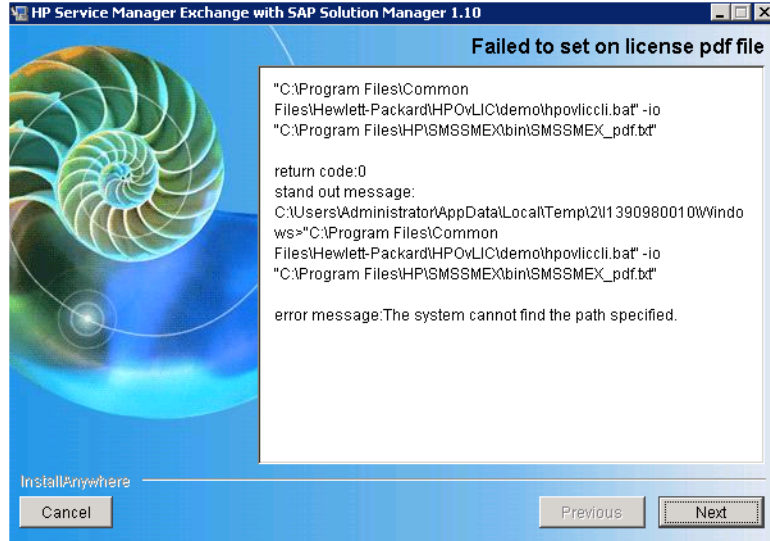 HP Service Manager Exchange with SAP Solution Manager 1.10
Failed to set on license pdf file
"C:\Program Files\Common
Files\Hewlett-Packard\HPOvLIC\demo\hpovliccli.bat" -io
"C:\Program Files\HP\SMSSMEX\bin\SMSSMEX_pdf.txt"
return code:0
stand out message:
C:\Users\Administrator\AppData\Local\Temp\2\I1390980010\Windo
ws>"C:\Program Files\Common
Files\Hewlett-Packard\HPOvLIC\demo\hpovliccli.bat" -io
"C:\Program Files\HP\SMSSMEX\bin\SMSSMEX_pdf.txt"
error message:The system cannot find the path specified.
InstallAnywhere
Cancel
Previous
Next